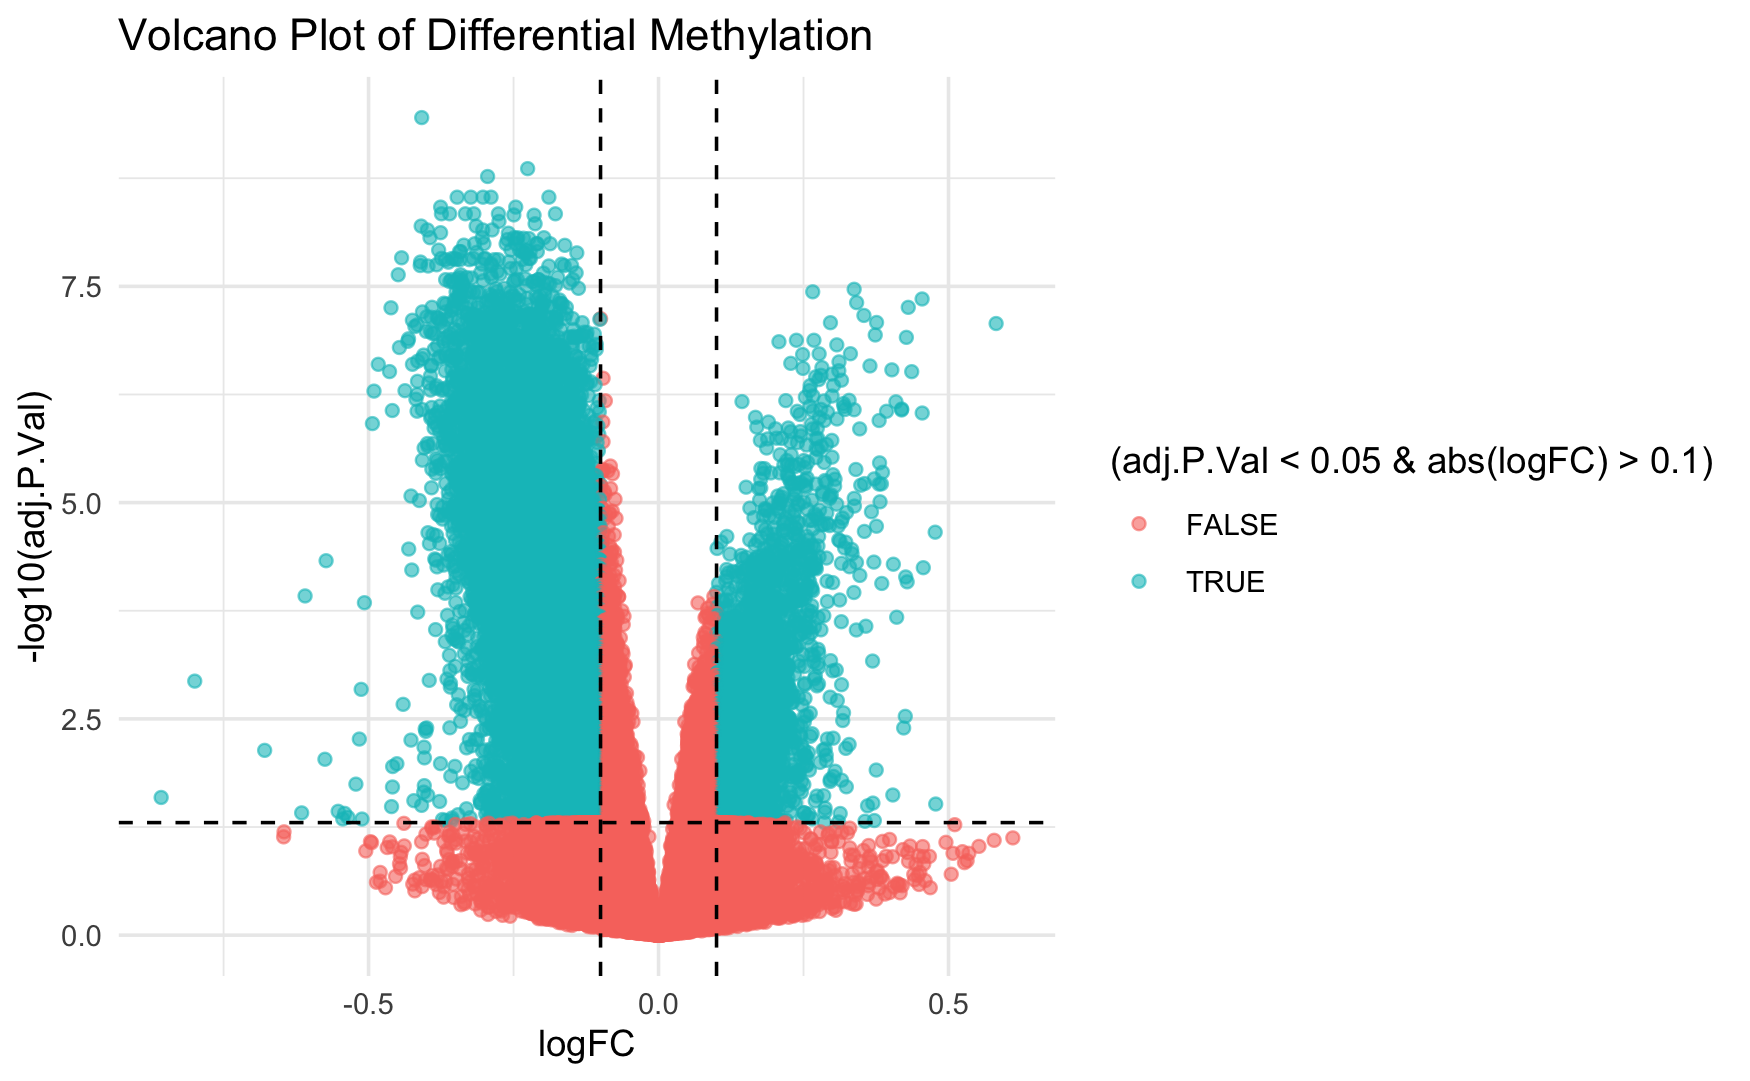 Volcano Plot of Differential Methylation
-log10(adj.P.Val)
7.5
5.0
2.5
0.0
-0.5
0.0
0.5
logFC
(adj.P.Val < 0.05 & abs(logFC) > 0.1)
FALSE
TRUE